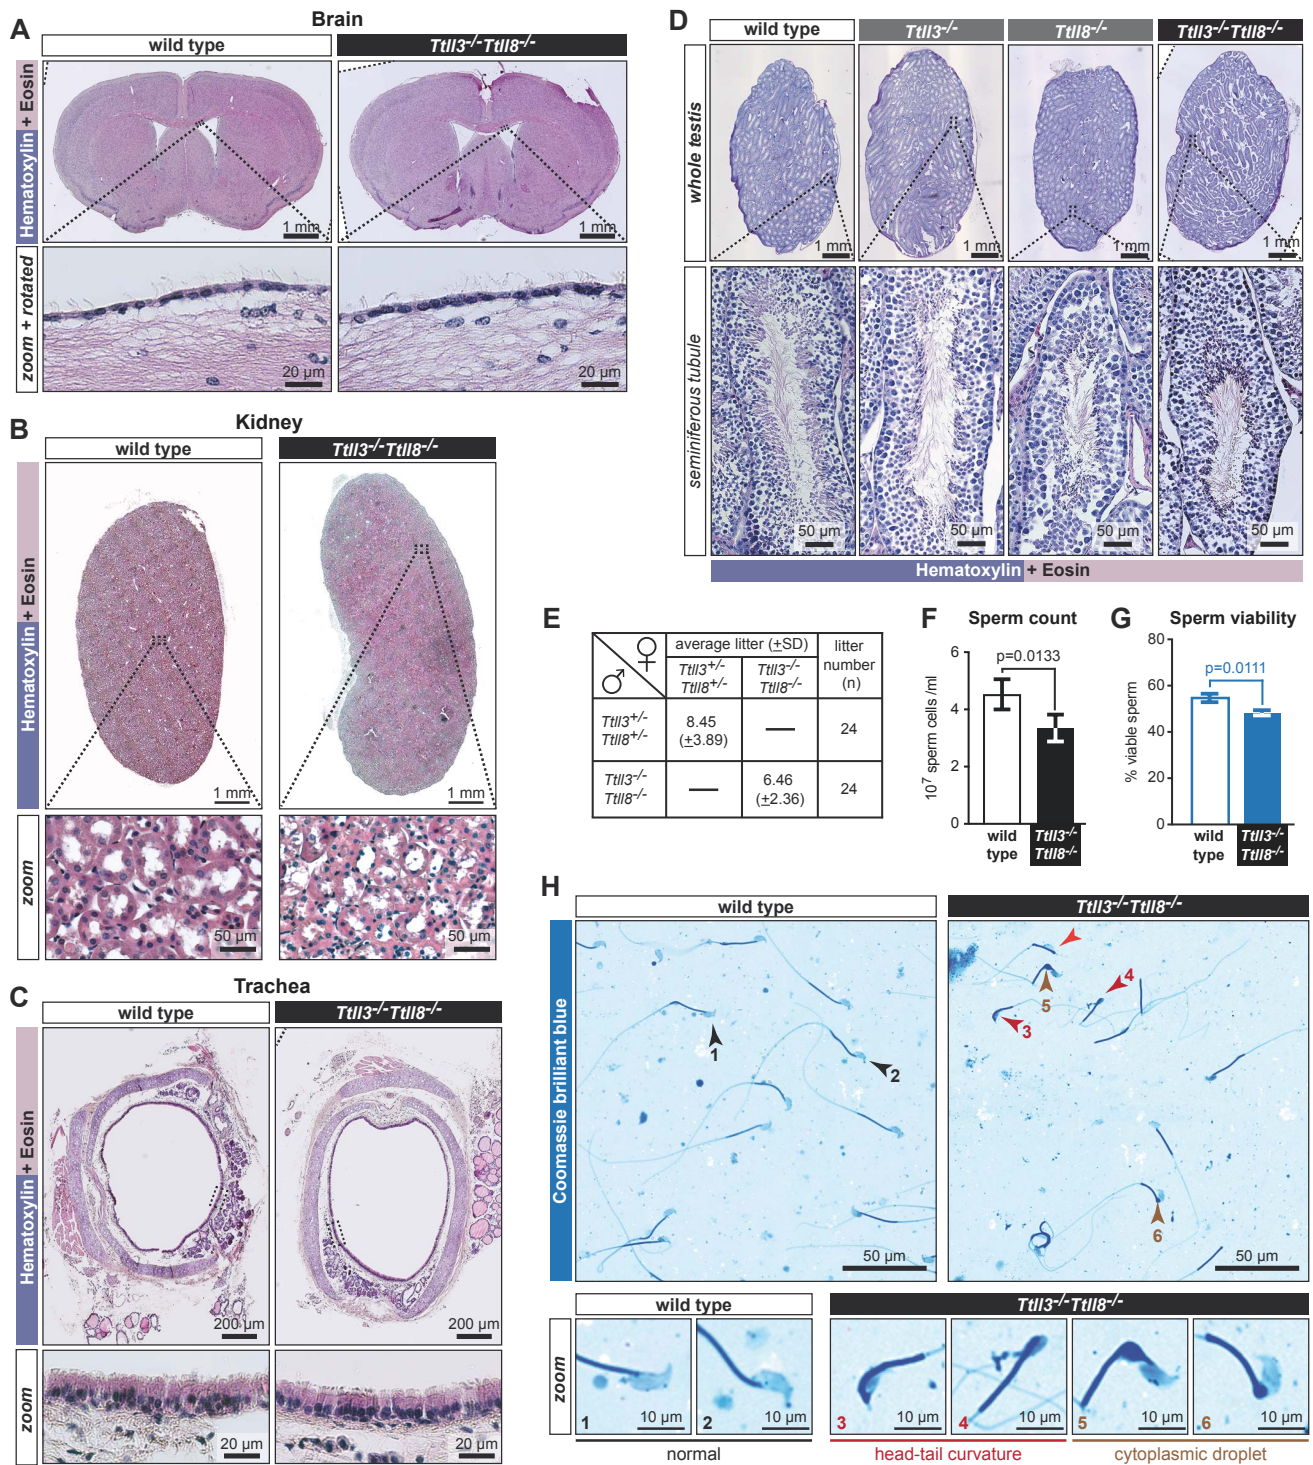 A
Brain
wild type
Ttll3-/-Ttll8-/-
Hematoxylin + Eosin
1 mm
1 mm
zoom + rotated
20 µm
20 µm
B
Kidney
wild type
Ttll3-/-Ttll8-/-
Hematoxylin + Eosin
1 mm
1 mm
zoom
50 µm
50 µm
C
Trachea
wild type
Ttll3-/-Ttll8-/-
Hematoxylin + Eosin
200 µm
200 µm
zoom
20 µm
20 µm
D
wild type
Ttll3-/-
Ttll8-/-
Ttll3-/-Ttll8-/-
whole testis
1 mm
1 mm
1 mm
1 mm
seminiferous tubule
50 µm
50 µm
50 µm
50 µm
Hematoxylin + Eosin
E
♂ ♀
average litter (±SD)
litter number (n)
Ttll3+/- Ttll8+/-
Ttll3-/- Ttll8-/-
Ttll3+/- Ttll8+/-
8.45 (±3.89)
—
24
Ttll3-/- Ttll8-/-
—
6.46 (±2.36)
24
F
Sperm count
10⁷ sperm cells /ml
6
4
2
0
p=0.0133
wild type
Ttll3-/- Ttll8-/-
G
Sperm viability
% viable sperm
80
60
40
20
0
p=0.0111
wild type
Ttll3-/- Ttll8-/-
H
wild type
Ttll3-/-Ttll8-/-
Coomassie brilliant blue
1
2
50 µm
3
4
5
6
50 µm
wild type
Ttll3-/-Ttll8-/-
zoom
1
10 µm
2
10 µm
3
10 µm
4
10 µm
5
10 µm
6
10 µm
normal
head-tail curvature
cytoplasmic droplet